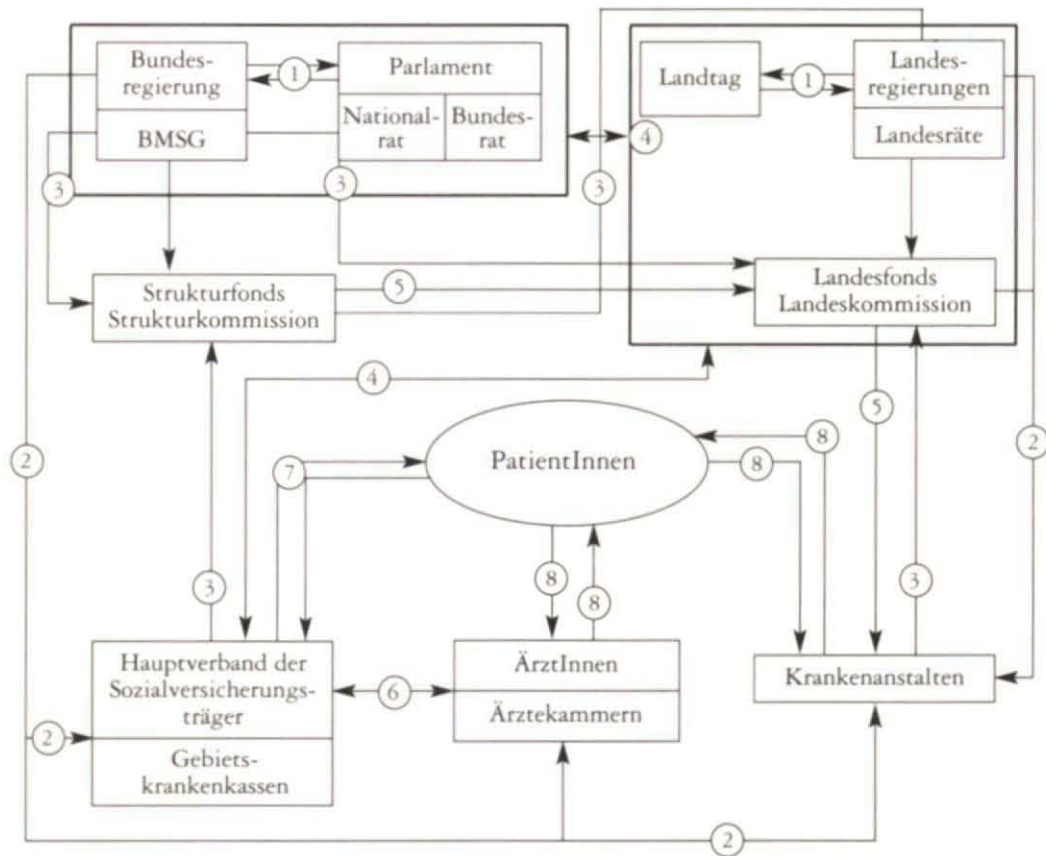 Bundes-
regierung
BMSG
1
Parlament
National-
rat
Bundes-
rat
Landtag
1
Landes-
regierungen
Landesräte
4
3
3
3
Strukturfonds
Strukturkommission
5
Landesfonds
Landeskommission
4
5
2
2
7
PatientInnen
8
8
3
8
8
3
Hauptverband der
Sozialversicherungs-
träger
Gebiets-
krankenkassen
6
ÄrztInnen
Ärztekammern
Krankenanstalten
2
2